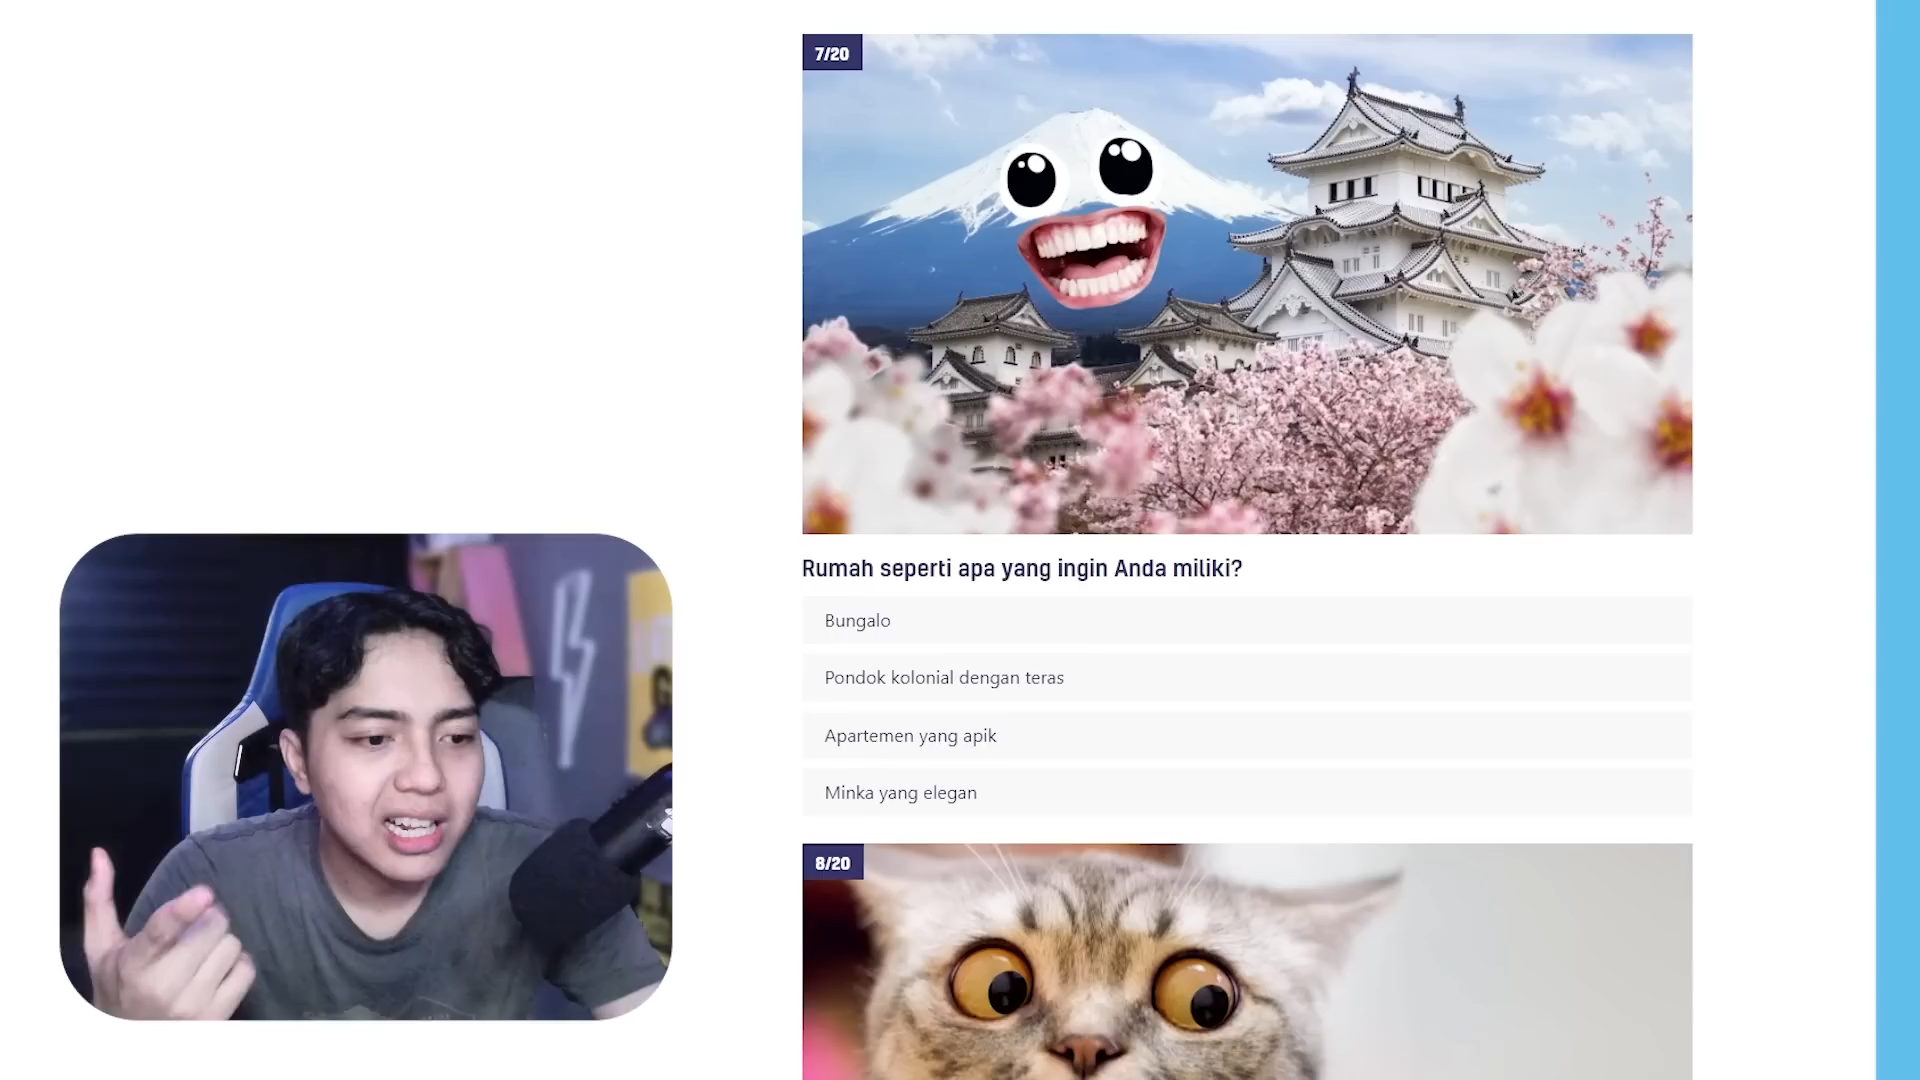 7/20
Rumah seperti apa yang ingin Anda miliki?
Bungalo
Pondok kolonial dengan teras
Apartemen yang apik
Minka yang elegan
8/20